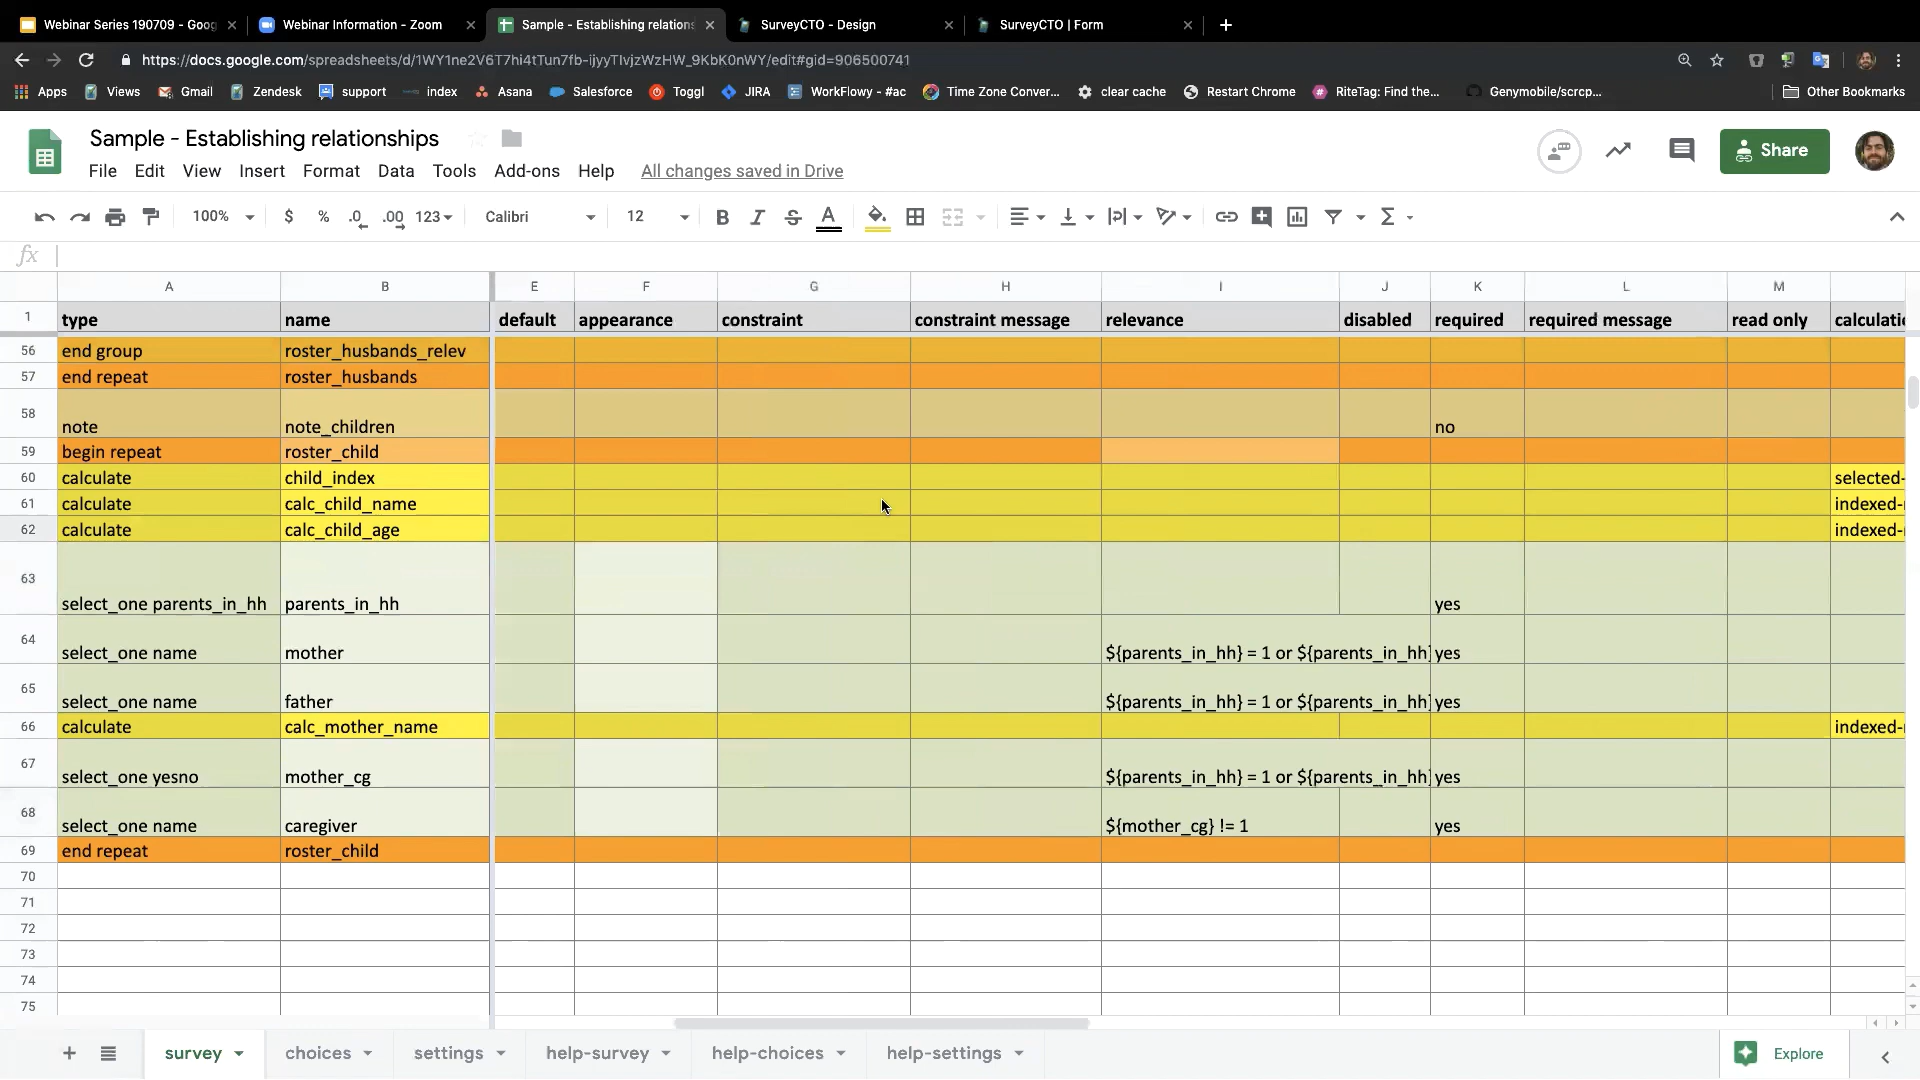 Webinar Series 190709 - Goog
Webinar Information - Zoom
Sample - Establishing relations
SurveyCTO - Design
SurveyCTO | Form
https://docs.google.com/spreadsheets/d/1WY1ne2V6T7hi4tTun7fb-ijyyTIvjzWzHW_9KbK0nWY/edit#gid=906500741
Apps Views Gmail Zendesk support index Asana Salesforce Toggl JIRA WorkFlowy - #ac Time Zone Conver... clear cache Restart Chrome RiteTag: Find the... Genymobile/scrcp... Other Bookmarks
Sample - Establishing relationships
File Edit View Insert Format Data Tools Add-ons Help All changes saved in Drive
Share
100% $ % .0 .00 123 Calibri 12 B I S A Σ
fx
A B E F G H I J K L M
1 type name default appearance constraint constraint message relevance disabled required required message read only calculatio
56 end group roster_husbands_relev
57 end repeat roster_husbands
58 note note_children no
59 begin repeat roster_child
60 calculate child_index selected-
61 calculate calc_child_name indexed-r
62 calculate calc_child_age indexed-r
63 select_one parents_in_hh parents_in_hh yes
64 select_one name mother ${parents_in_hh} = 1 or ${parents_in_hh} yes
65 select_one name father ${parents_in_hh} = 1 or ${parents_in_hh} yes
66 calculate calc_mother_name indexed-r
67 select_one yesno mother_cg ${parents_in_hh} = 1 or ${parents_in_hh} yes
68 select_one name caregiver ${mother_cg} != 1 yes
69 end repeat roster_child
70
71
72
73
74
75
survey choices settings help-survey help-choices help-settings Explore